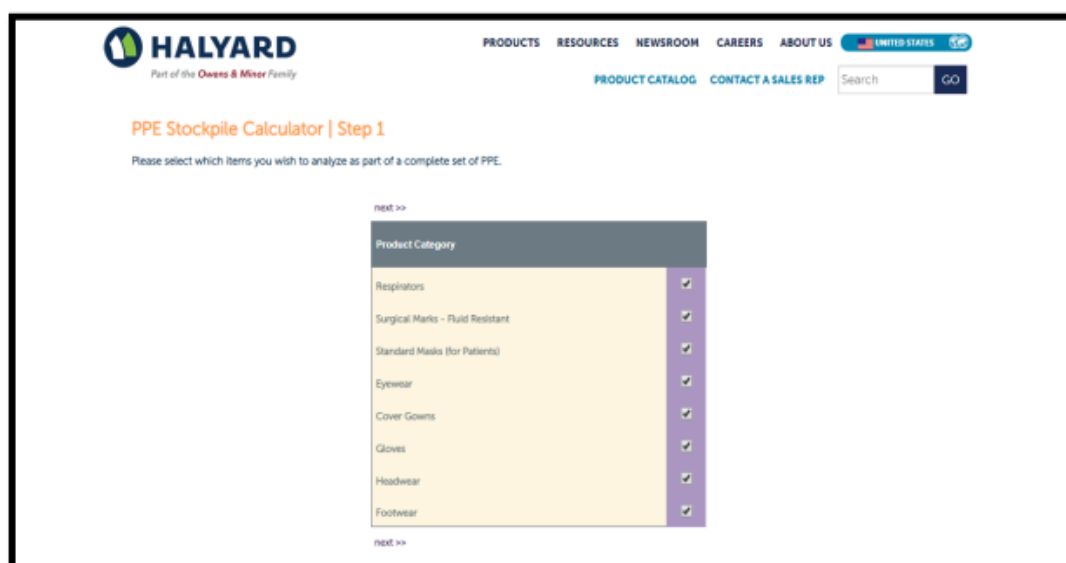 HALYARD
Part of the Owens & Minor Family
PRODUCTS RESOURCES NEWSROOM CAREERS ABOUT US UNITED STATES
PRODUCT CATALOG CONTACT A SALES REP Search GO
PPE Stockpile Calculator | Step 1
Please select which items you wish to analyze as part of a complete set of PPE.
next >>
Product Category
Respirators
Surgical Marks - Fluid Resistant
Standard Masks (for Patients)
Eyewear
Cover Gowns
Gloves
Headwear
Footwear
next >>